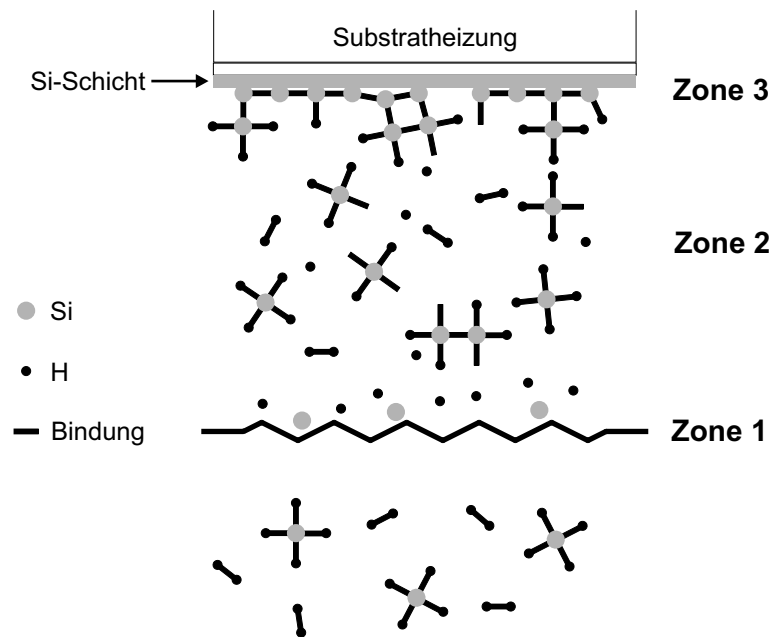 Substratheizung
Si-Schicht
Zone 3
Zone 2
Si
H
Bindung
Zone 1